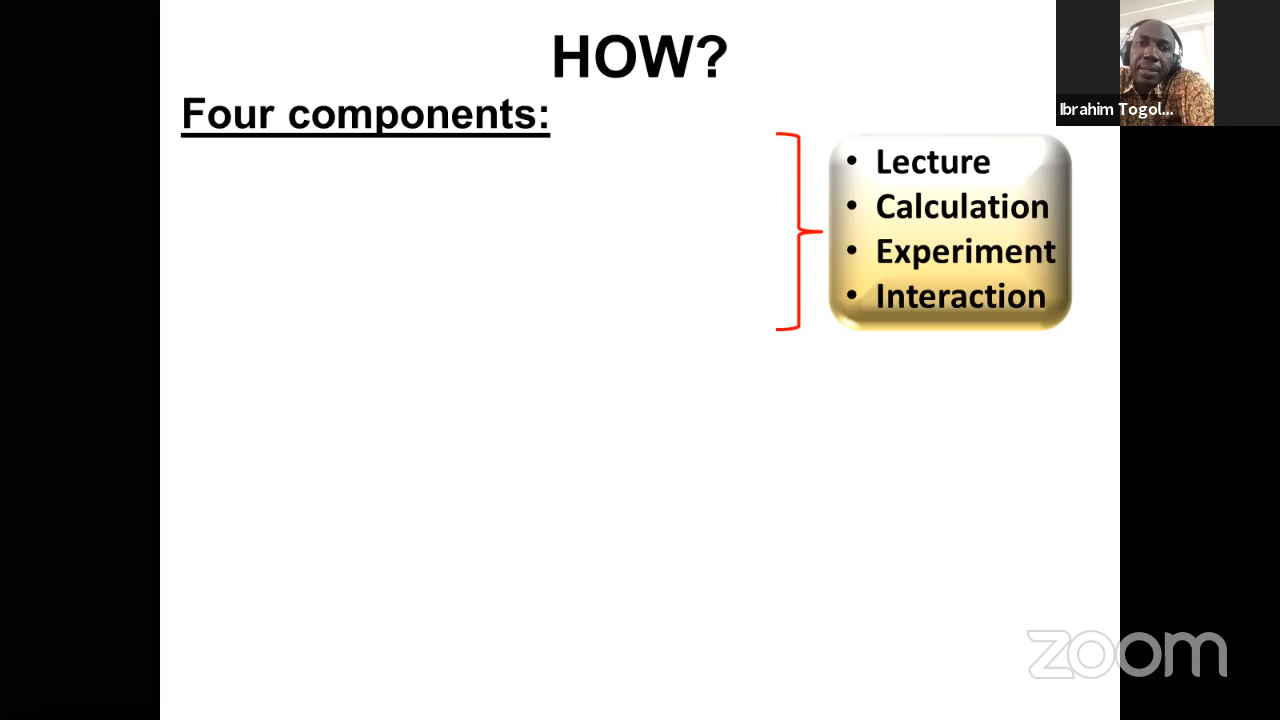 HOW?
Four components:
• Lecture
• Calculation
• Experiment
• Interaction
Ibrahim Togol...
zoom